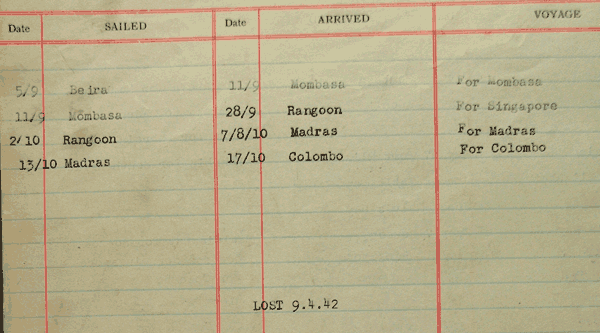 Date SAILED Date ARRIVED VOYAGE
5/9 Beira 11/9 Mombasa For Mombasa
11/9 Mombasa 28/9 Rangoon For Singapore
2/10 Rangoon 7/8/10 Madras For Madras
13/10 Madras 17/10 Colombo For Colombo
LOST 9.4.42